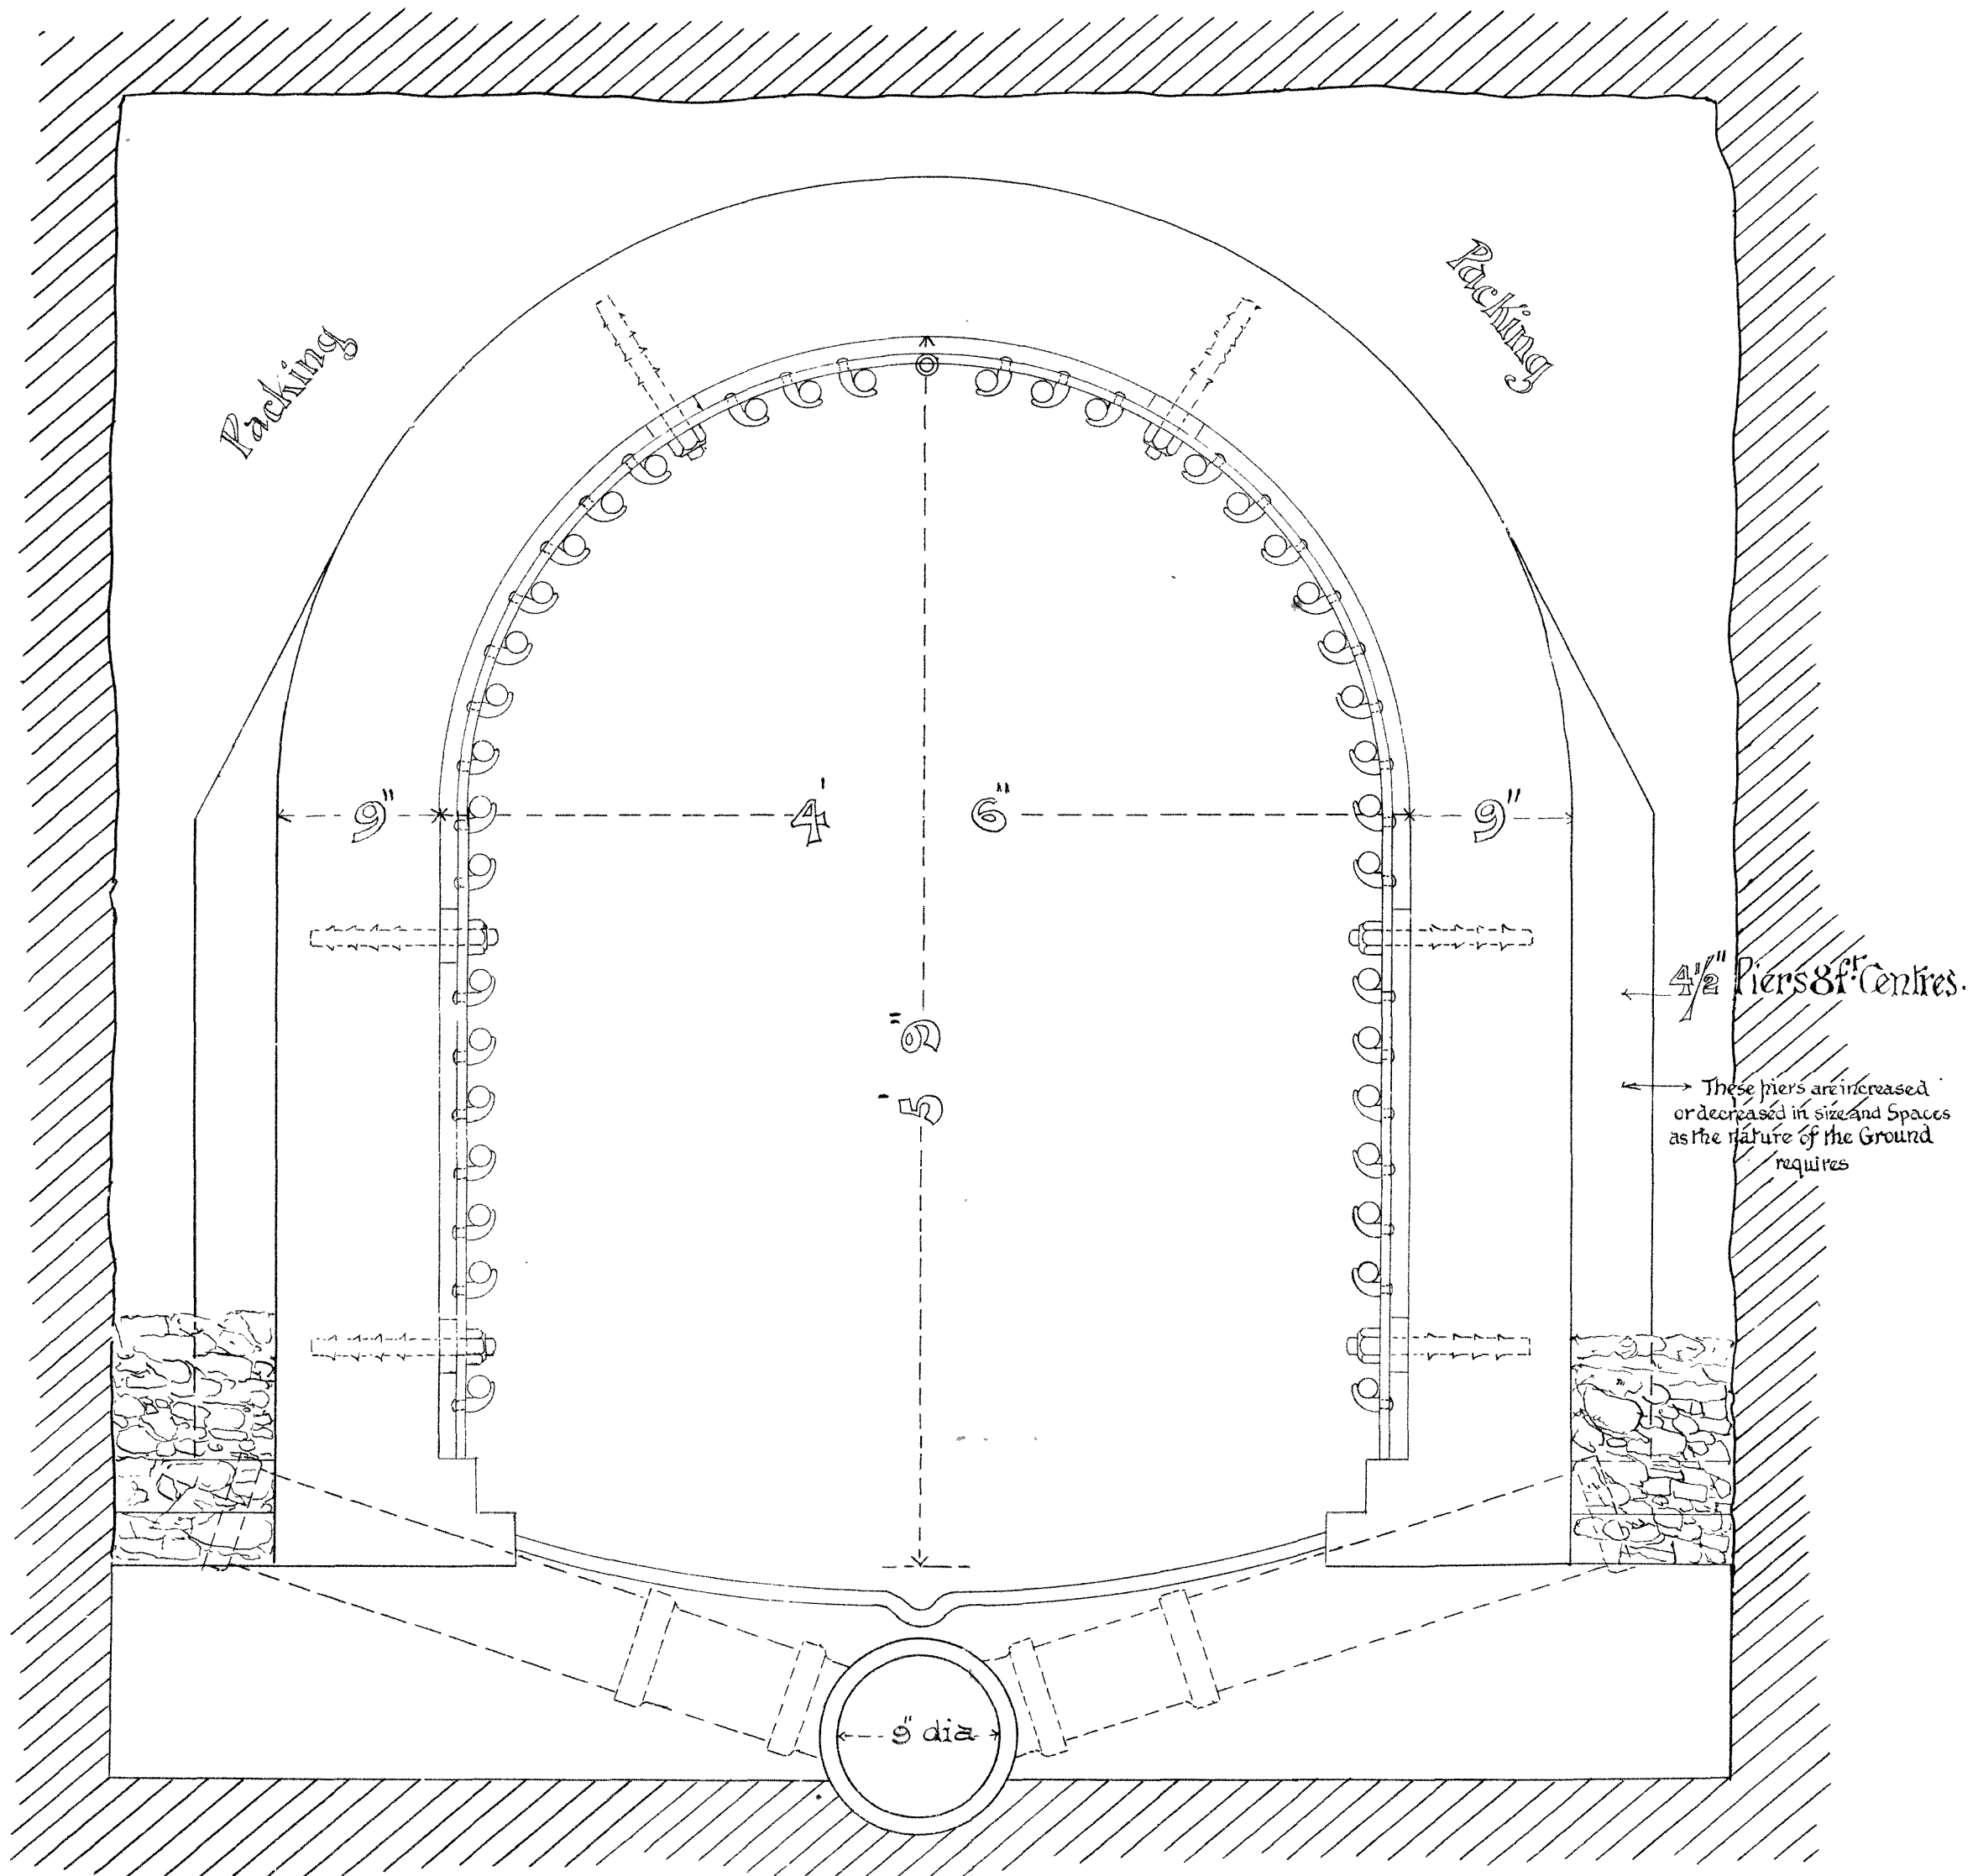 Packing
Packing
9"
4' 6"
9"
5' 9"
4½" Piers 8ft. Centres.
These piers are increased
or decreased in size and Spaces
as the nature of the Ground
requires
9" dia